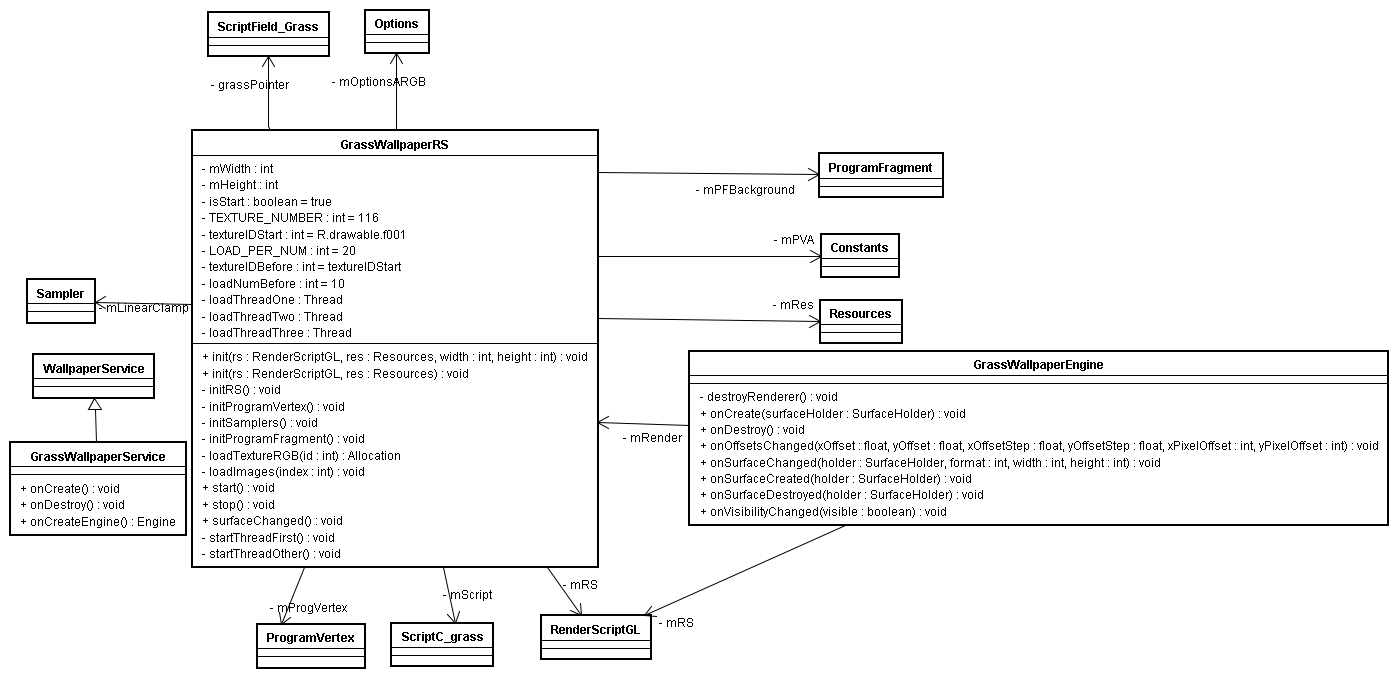 ScriptField_Grass
Options
- grassPointer
- mOptionsARGB
GrassWallpaperRS
- mWidth : int
- mHeight : int
- isStart : boolean = true
- TEXTURE_NUMBER : int = 116
- textureIDStart : int = R.drawable.f001
- LOAD_PER_NUM : int = 20
- textureIDBefore : int = textureIDStart
- loadNumBefore : int = 10
- loadThreadOne : Thread
- loadThreadTwo : Thread
- loadThreadThree : Thread
+ init(rs : RenderScriptGL, res : Resources, width : int, height : int) : void
+ init(rs : RenderScriptGL, res : Resources) : void
- initRS() : void
- initProgramVertex() : void
- initSamplers() : void
- initProgramFragment() : void
- loadTextureRGB(id : int) : Allocation
- loadImages(index : int) : void
+ start() : void
+ stop() : void
+ surfaceChanged() : void
- startThreadFirst() : void
- startThreadOther() : void
ProgramFragment
- mPFBackground
- mPVA
Constants
- mRes
Resources
Sampler
- mLinearClamp
WallpaperService
GrassWallpaperService
+ onCreate() : void
+ onDestroy() : void
+ onCreateEngine() : Engine
GrassWallpaperEngine
- destroyRenderer() : void
+ onCreate(surfaceHolder : SurfaceHolder) : void
+ onDestroy() : void
+ onOffsetsChanged(xOffset : float, yOffset : float, xOffsetStep : float, yOffsetStep : float, xPixelOffset : int, yPixelOffset : int) : void
+ onSurfaceChanged(holder : SurfaceHolder, format : int, width : int, height : int) : void
+ onSurfaceCreated(holder : SurfaceHolder) : void
+ onSurfaceDestroyed(holder : SurfaceHolder) : void
+ onVisibilityChanged(visible : boolean) : void
- mRender
- mProgVertex
- mScript
- mRS
- mRS
ProgramVertex
ScriptC_grass
RenderScriptGL